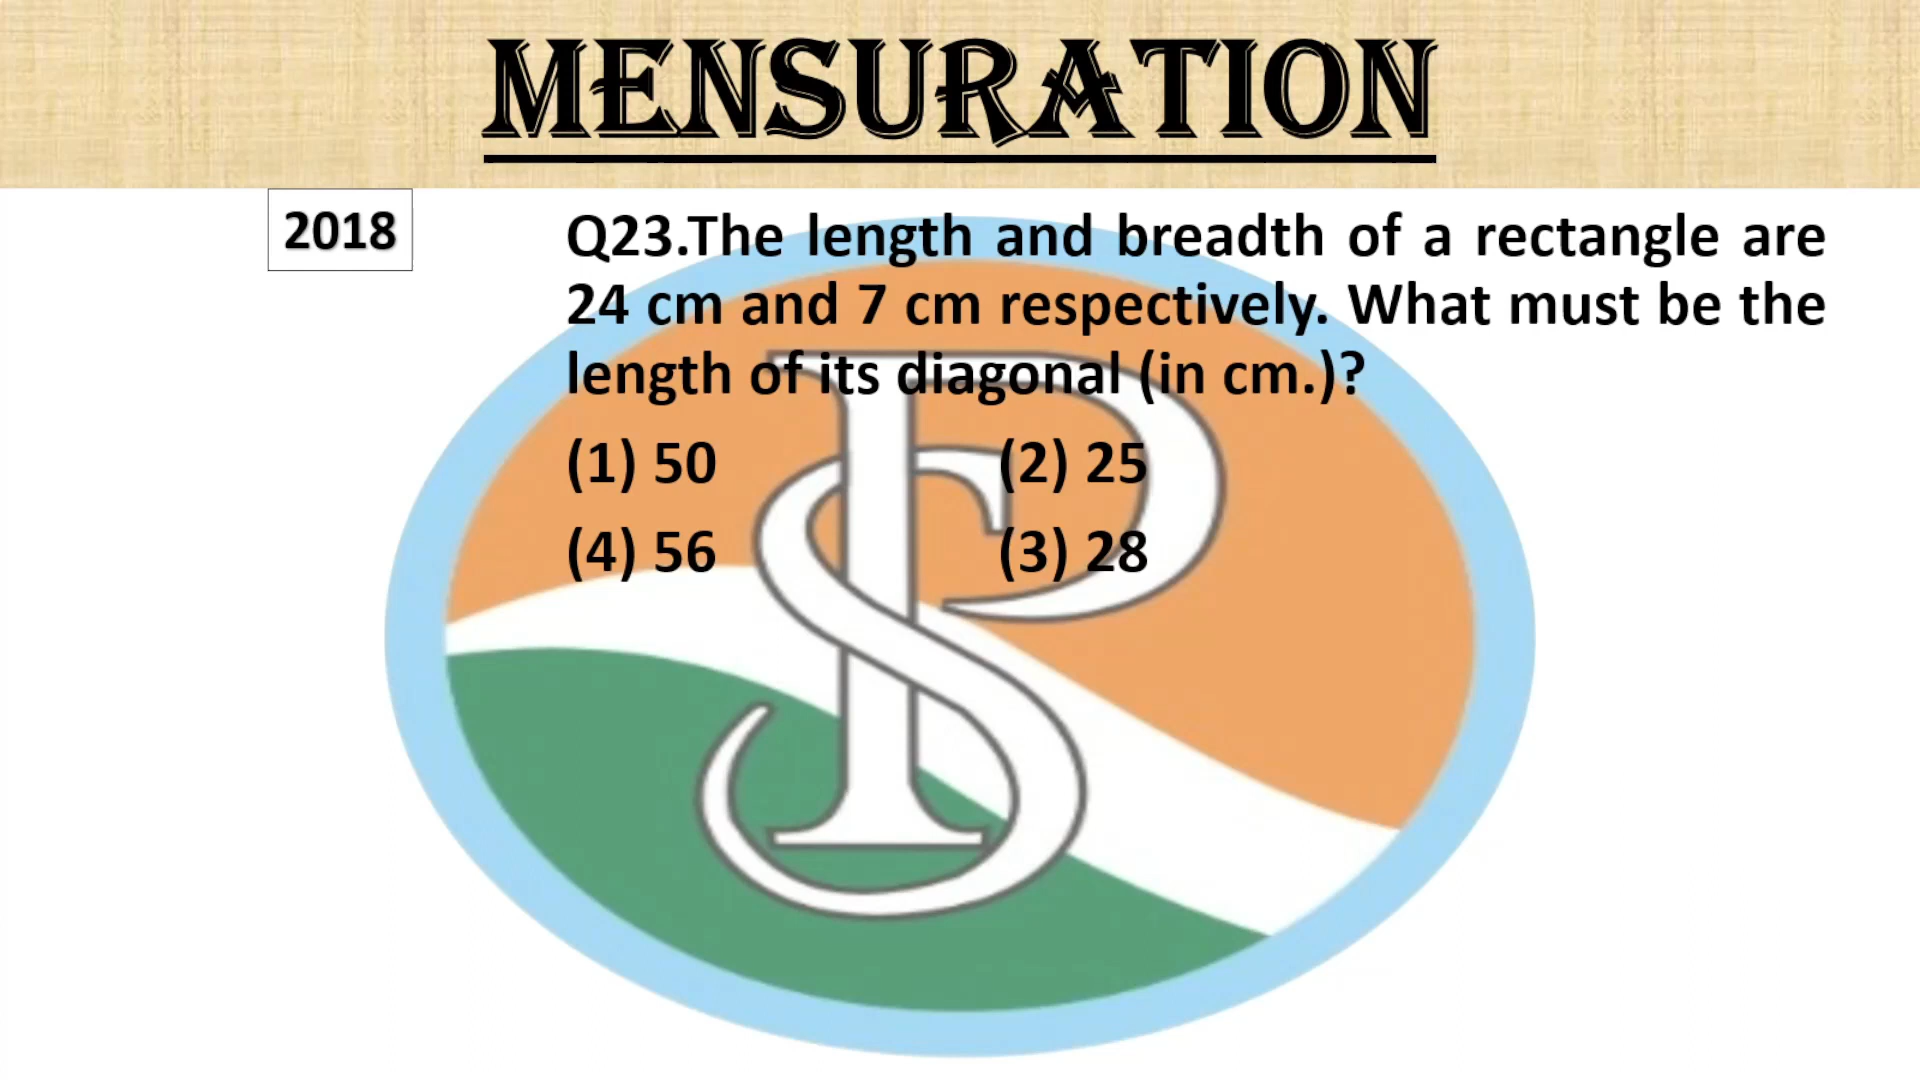 MENSURATION
2018
Q23.The length and breadth of a rectangle are
24 cm and 7 cm respectively. What must be the
length of its diagonal (in cm.)?
(1) 50 (2) 25
(4) 56 (3) 28